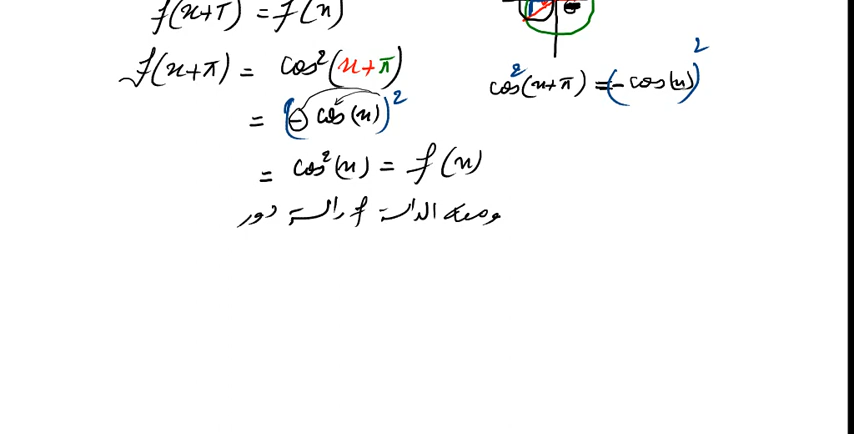 f(x+T) = f(x)
f(x+π) = cos²(x+π)
= (- cos(x))²
= cos²(x) = f(x)
cos²(x+π) = (- cos(x))²
ومنه الدالة f دالة دور